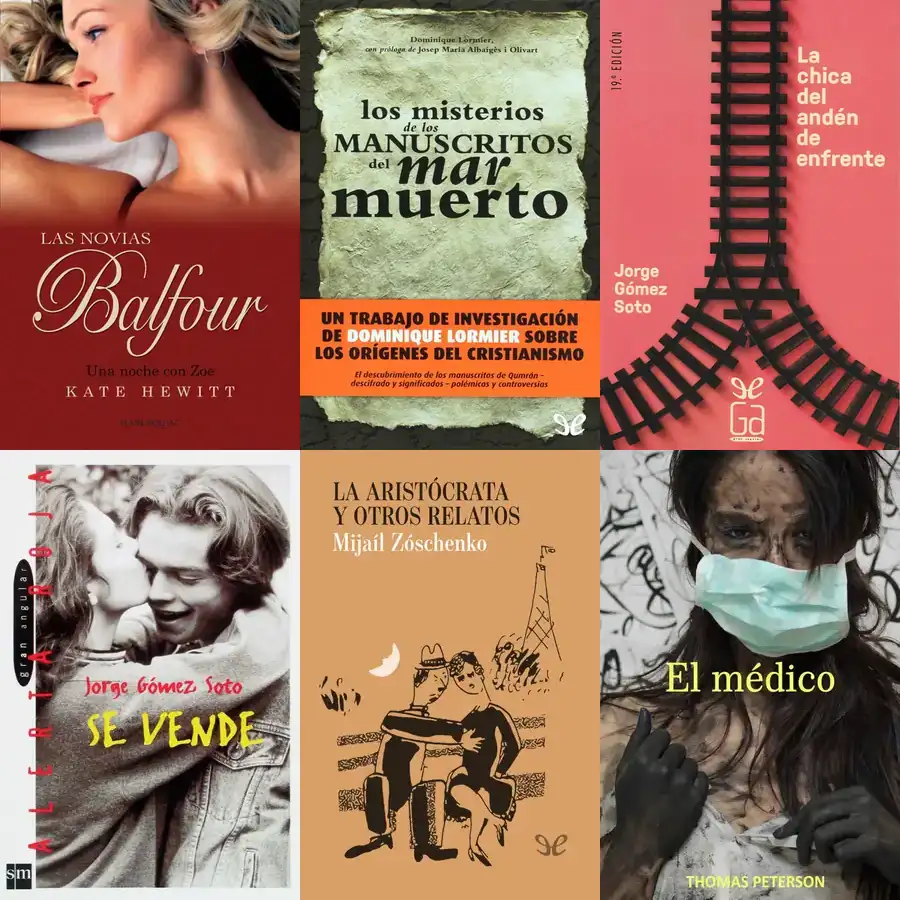 LAS NOVIAS
Balfour
Una noche con Zoe
KATE HEWITT
Dominique Lormier,
con prólogo de Josep Maria Albaigès i Olivart
los misterios
de los
MANUSCRITOS
del mar
muerto
UN TRABAJO DE INVESTIGACIÓN
DE DOMINIQUE LORMIER SOBRE
LOS ORÍGENES DEL CRISTIANISMO
El descubrimiento de los manuscritos de Qumrán -
descifrado y significados - polémicas y controversias
19.ª EDICIÓN
La
chica
del
andén
de
enfrente
Jorge
Gómez
Soto
Ga
ALERTA ROJA
gran angular
Jorge Gómez Soto
SE VENDE
sm
LA ARISTÓCRATA
Y OTROS RELATOS
Mijaíl Zóschenko
El médico
THOMAS PETERSON